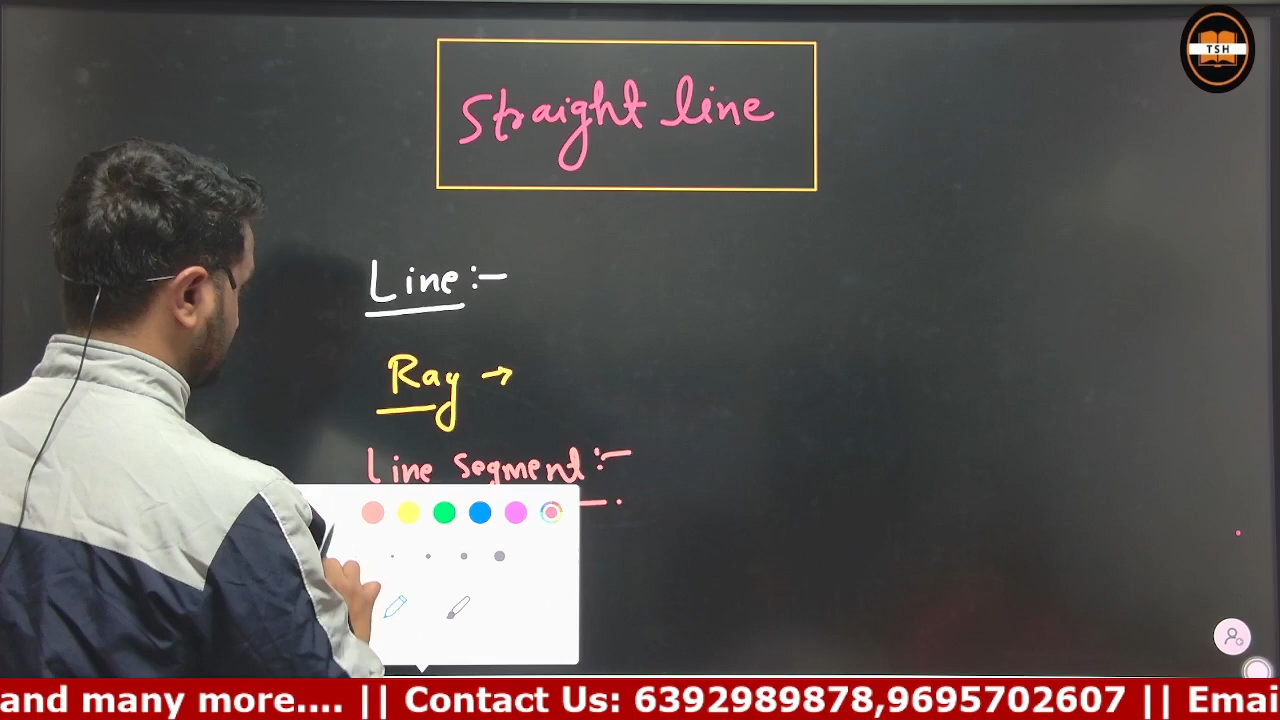 TSH
Straight line
Line:-
Ray →
Line segment:-
and many more.... || Contact Us: 6392989878,9695702607 || Emai